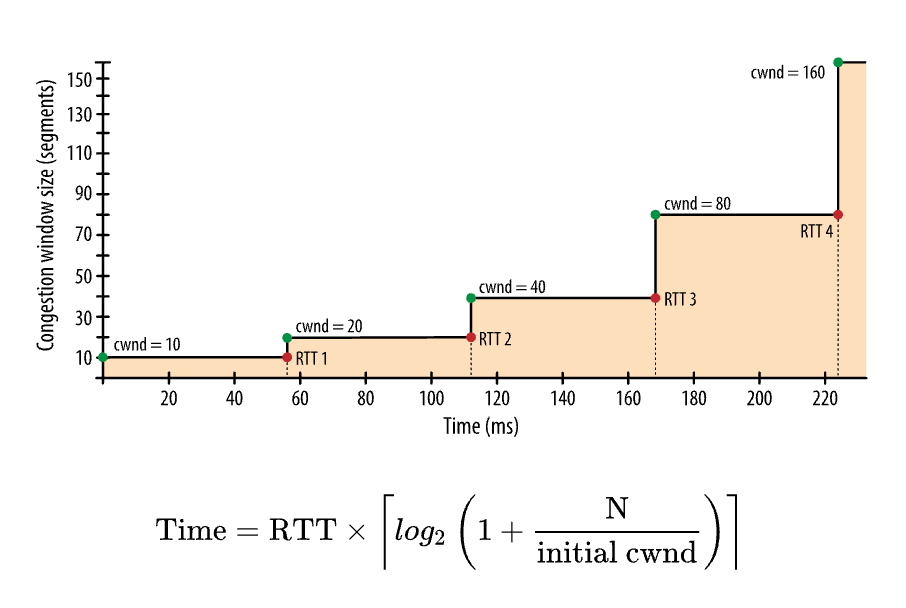 Congestion window size (segments)
150
130
110
90
70
50
30
10
cwnd = 160
cwnd = 80
RTT 4
cwnd = 40
RTT 3
cwnd = 20
RTT 2
cwnd = 10
RTT 1
20 40 60 80 100 120 140 160 180 200 220
Time (ms)
Time = RTT × ⌈log₂ (1 + N / initial cwnd)⌉